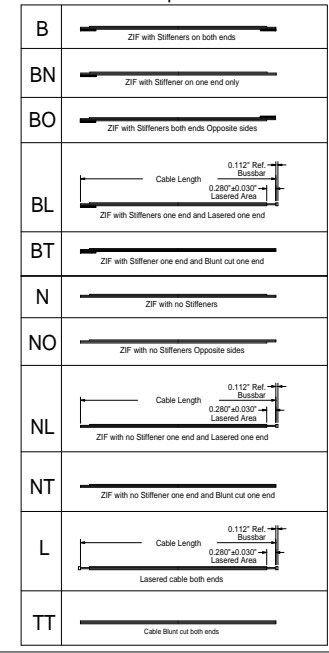 B
ZIF with Stiffeners on both ends
BN
ZIF with Stiffener on one end only
BO
ZIF with Stiffeners both ends Opposite sides
BL
0.112" Ref.
Bussbar
Cable Length
0.280"±0.030"
Lasered Area
ZIF with Stiffeners one end and Lasered one end
BT
ZIF with Stiffener one end and Blunt cut one end
N
ZIF with no Stiffeners
NO
ZIF with no Stiffeners Opposite sides
NL
0.112" Ref.
Bussbar
Cable Length
0.280"±0.030"
Lasered Area
ZIF with no Stiffener one end and Lasered one end
NT
ZIF with no Stiffener one end and Blunt cut one end
L
0.112" Ref.
Bussbar
Cable Length
0.280"±0.030"
Lasered Area
Lasered cable both ends
TT
Cable Blunt cut both ends